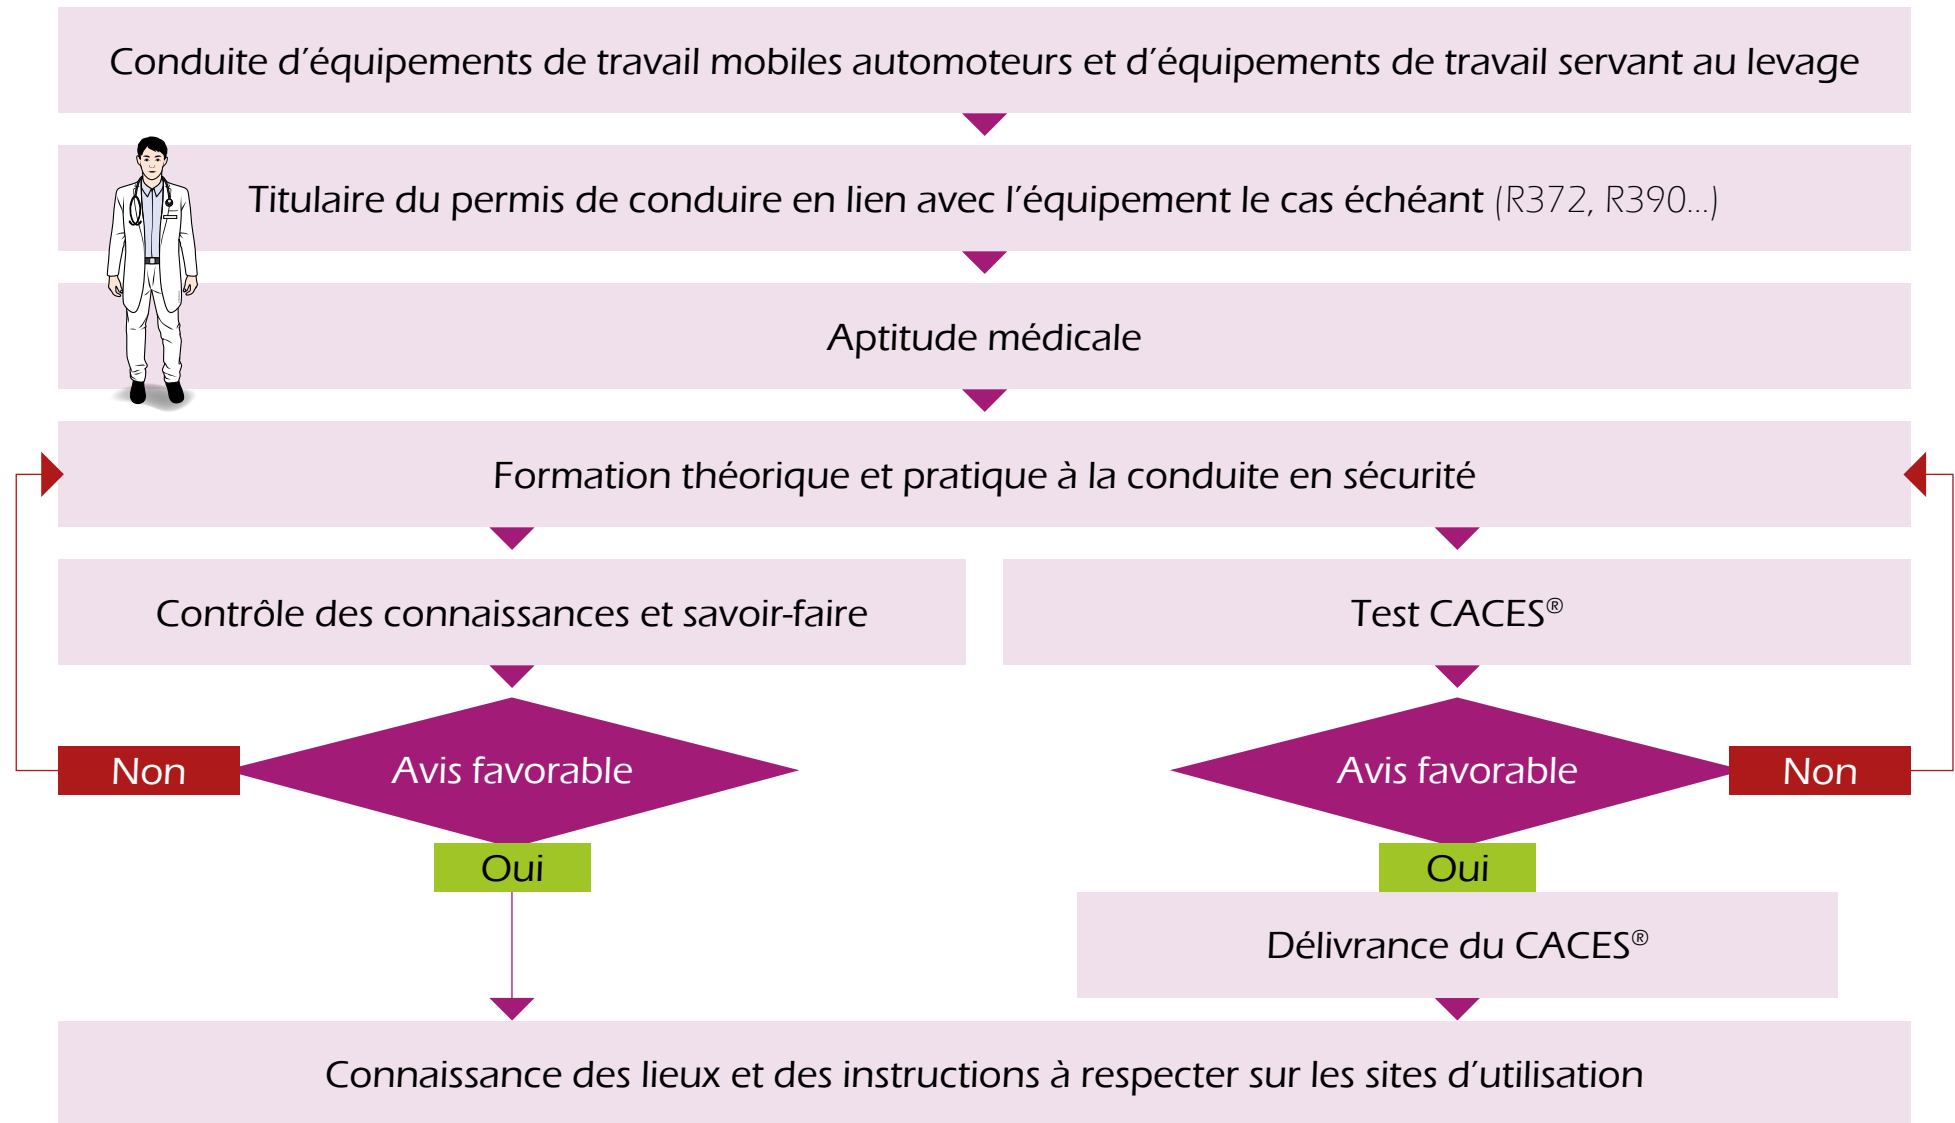 Conduite d’équipements de travail mobiles automoteurs et d’équipements de travail servant au levage
Titulaire du permis de conduire en lien avec l’équipement le cas échéant (R372, R390...)
Aptitude médicale
Formation théorique et pratique à la conduite en sécurité
Contrôle des connaissances et savoir-faire
Test CACES®
Non
Avis favorable
Avis favorable
Non
Oui
Oui
Délivrance du CACES®
Connaissance des lieux et des instructions à respecter sur les sites d’utilisation